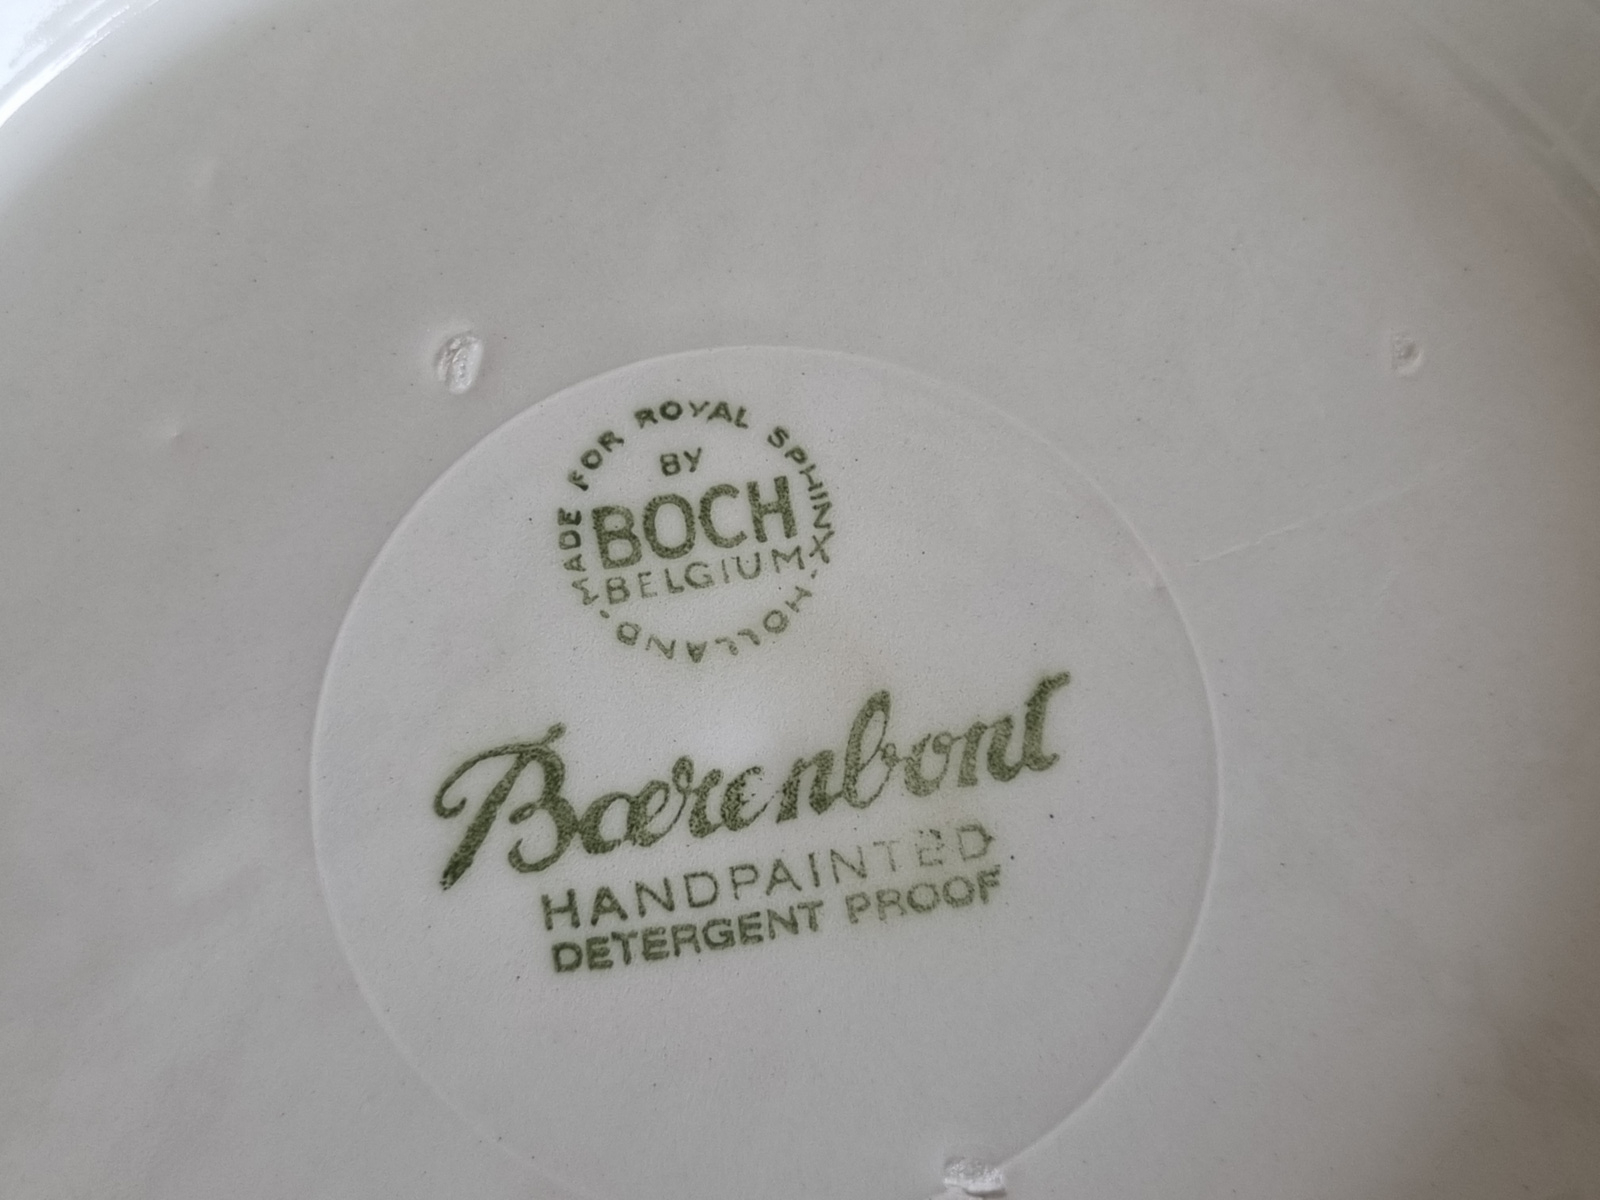 MADE FOR ROYAL SPHINX-HOLLAND.
BY
BOCH
BELGIUM
Boerenbont
HANDPAINTED
DETERGENT PROOF